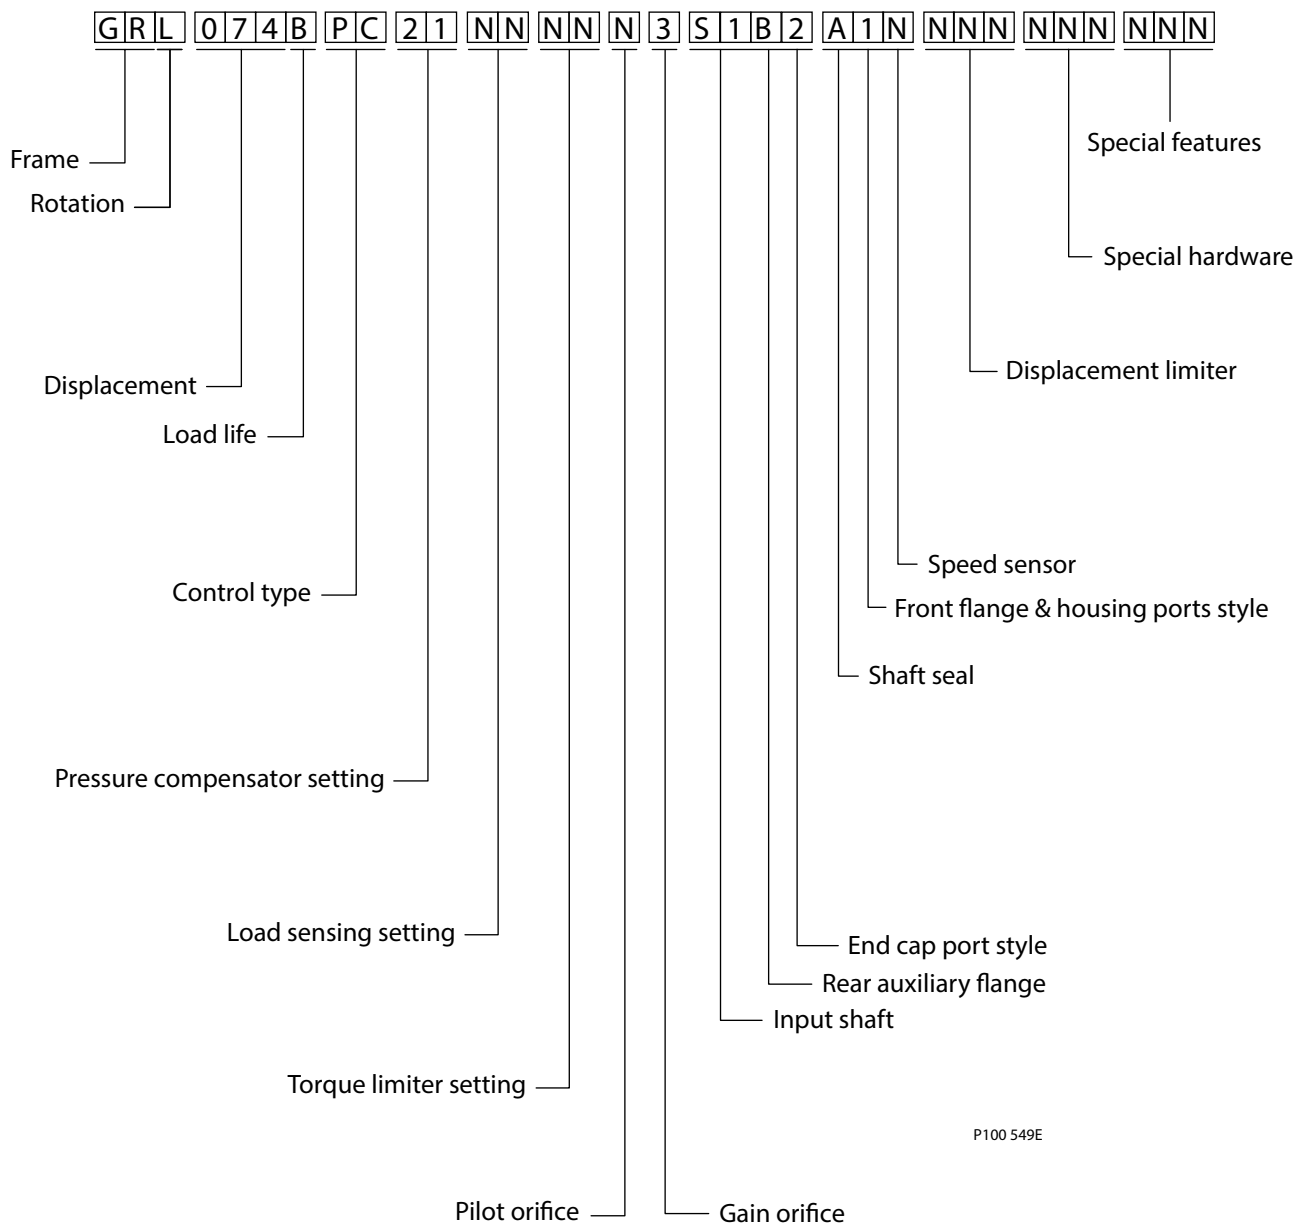 GRL 074B PC 21 NN NN N 3 S1B2 A1N NNN NNN NNN
Special features
Frame
Rotation
Special hardware
Displacement limiter
Displacement
Load life
Speed sensor
Control type
Front flange & housing ports style
Shaft seal
Pressure compensator setting
Load sensing setting
End cap port style
Rear auxiliary flange
Input shaft
Torque limiter setting
P100 549E
Pilot orifice
Gain orifice